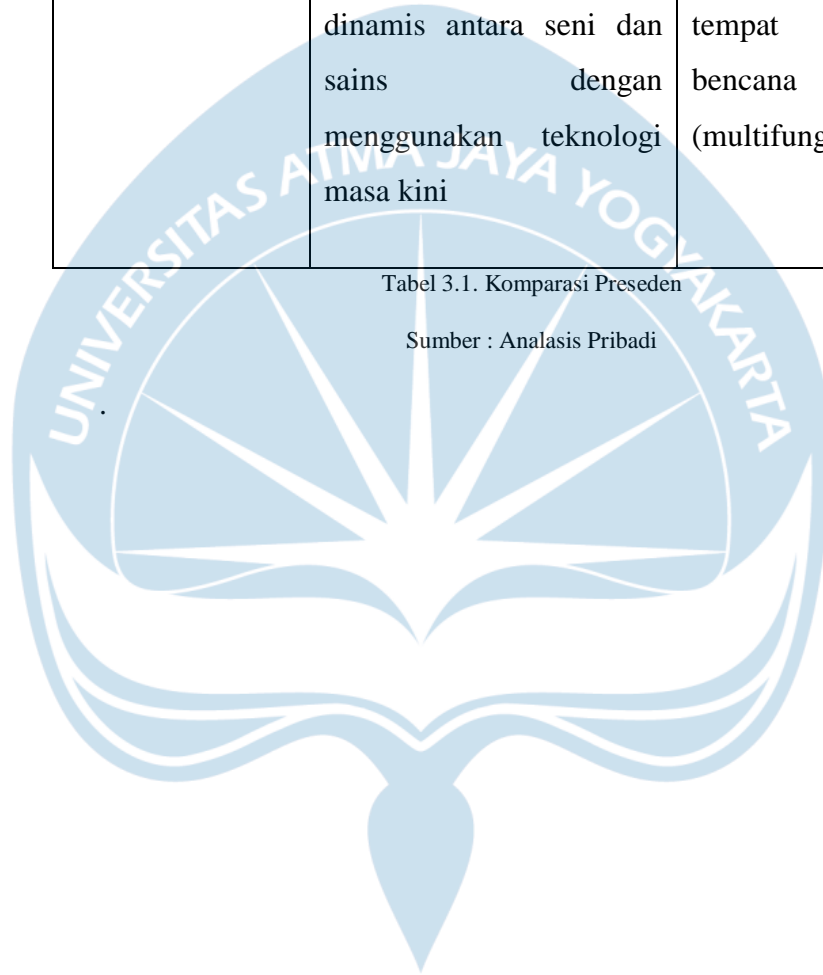 dinamis antara seni dan
sains dengan
menggunakan teknologi
masa kini
tempat
bencana
(multifung
Tabel 3.1. Komparasi Preseden
Sumber : Analasis Pribadi
.
UNIVERSITAS ATMA JAYA YOGYAKARTA